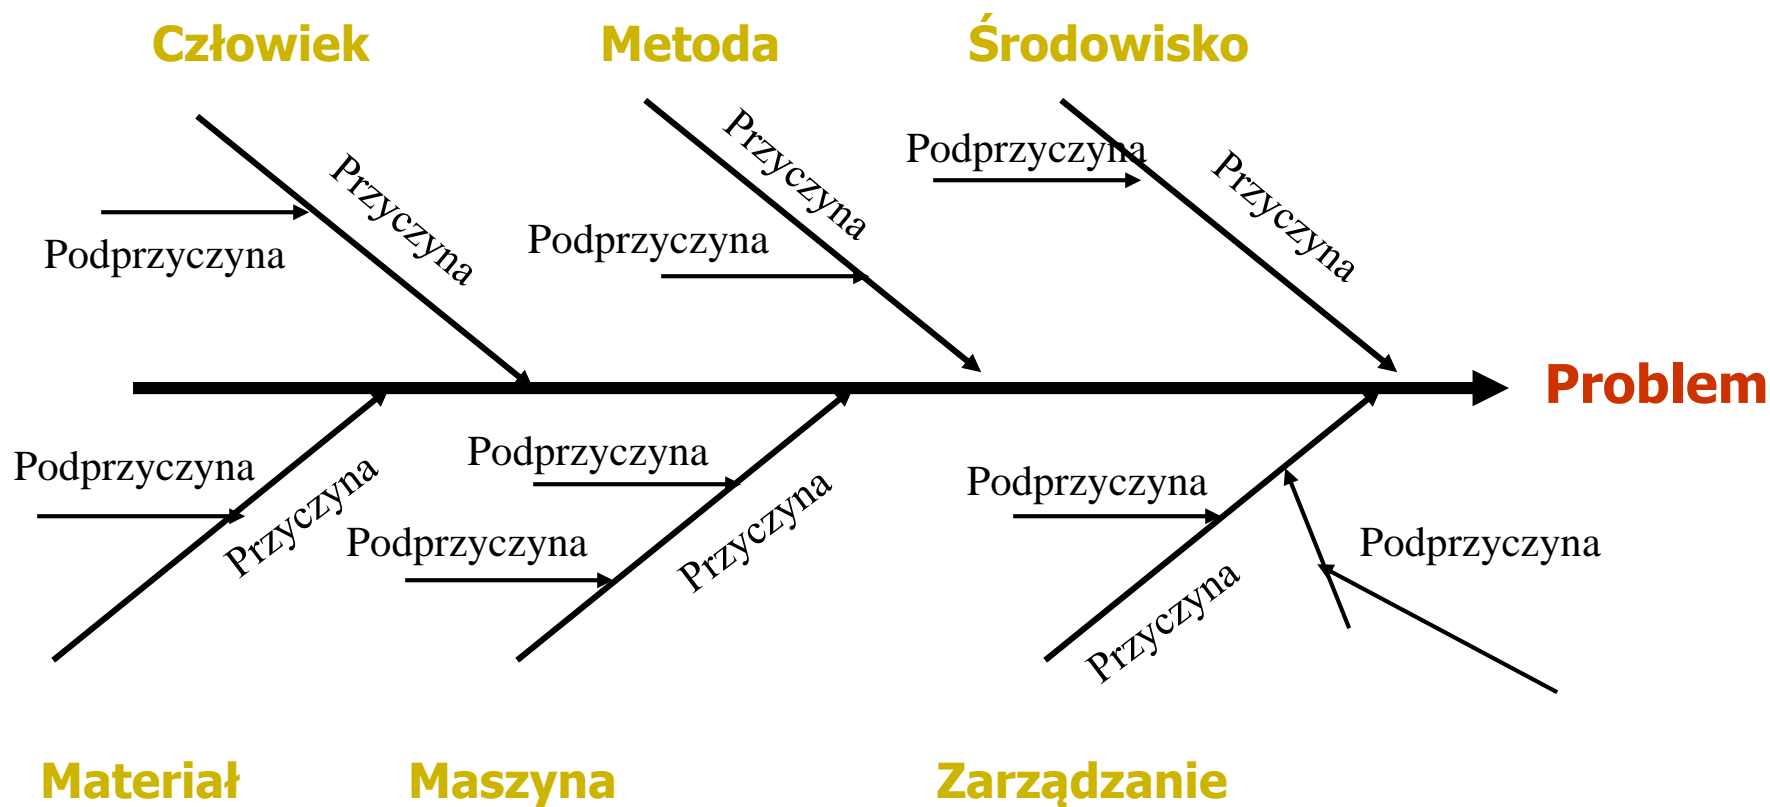 Człowiek
Metoda
Środowisko
Przyczyna
Przyczyna
Podprzyczyna
Przyczyna
Podprzyczyna
Podprzyczyna
Problem
Podprzyczyna
Przyczyna
Podprzyczyna
Podprzyczyna
Przyczyna
Podprzyczyna
Podprzyczyna
Przyczyna
Materiał
Maszyna
Zarządzanie